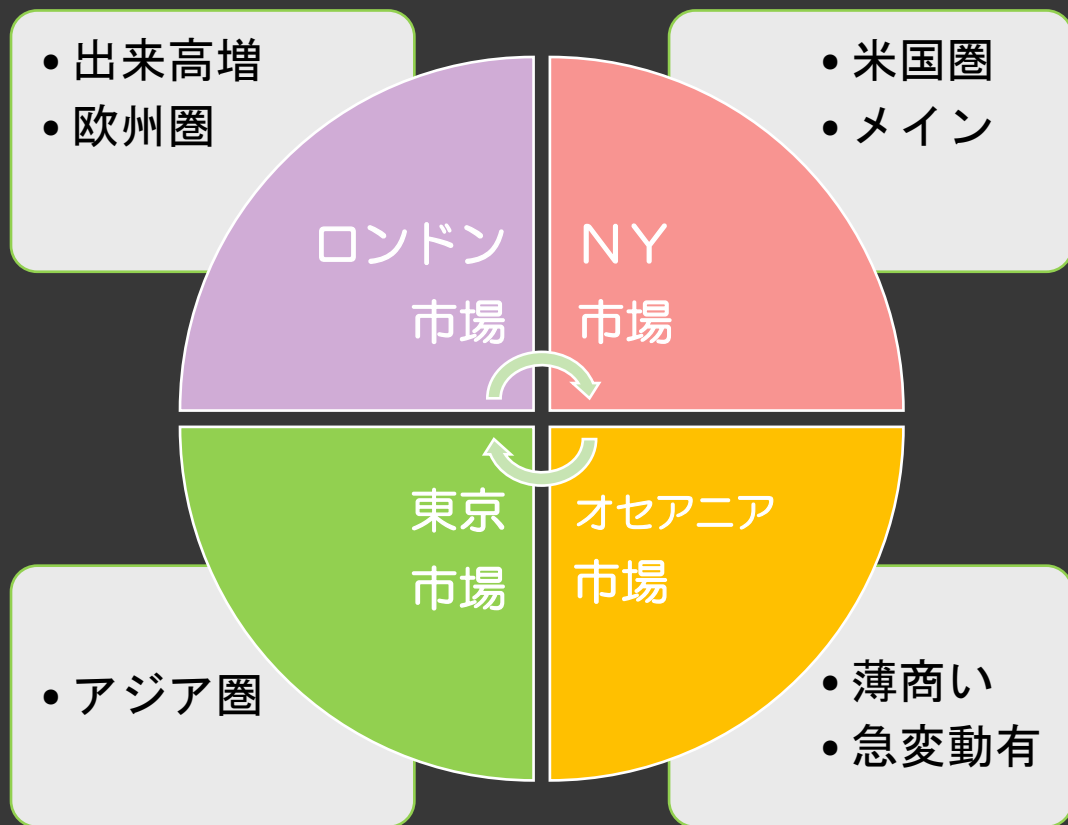 • 出来高増
• 欧州圏
• 米国圏
• メイン
ロンドン
市場
ＮＹ
市場
東京
市場
オセアニア
市場
• アジア圏
• 薄商い
• 急変動有